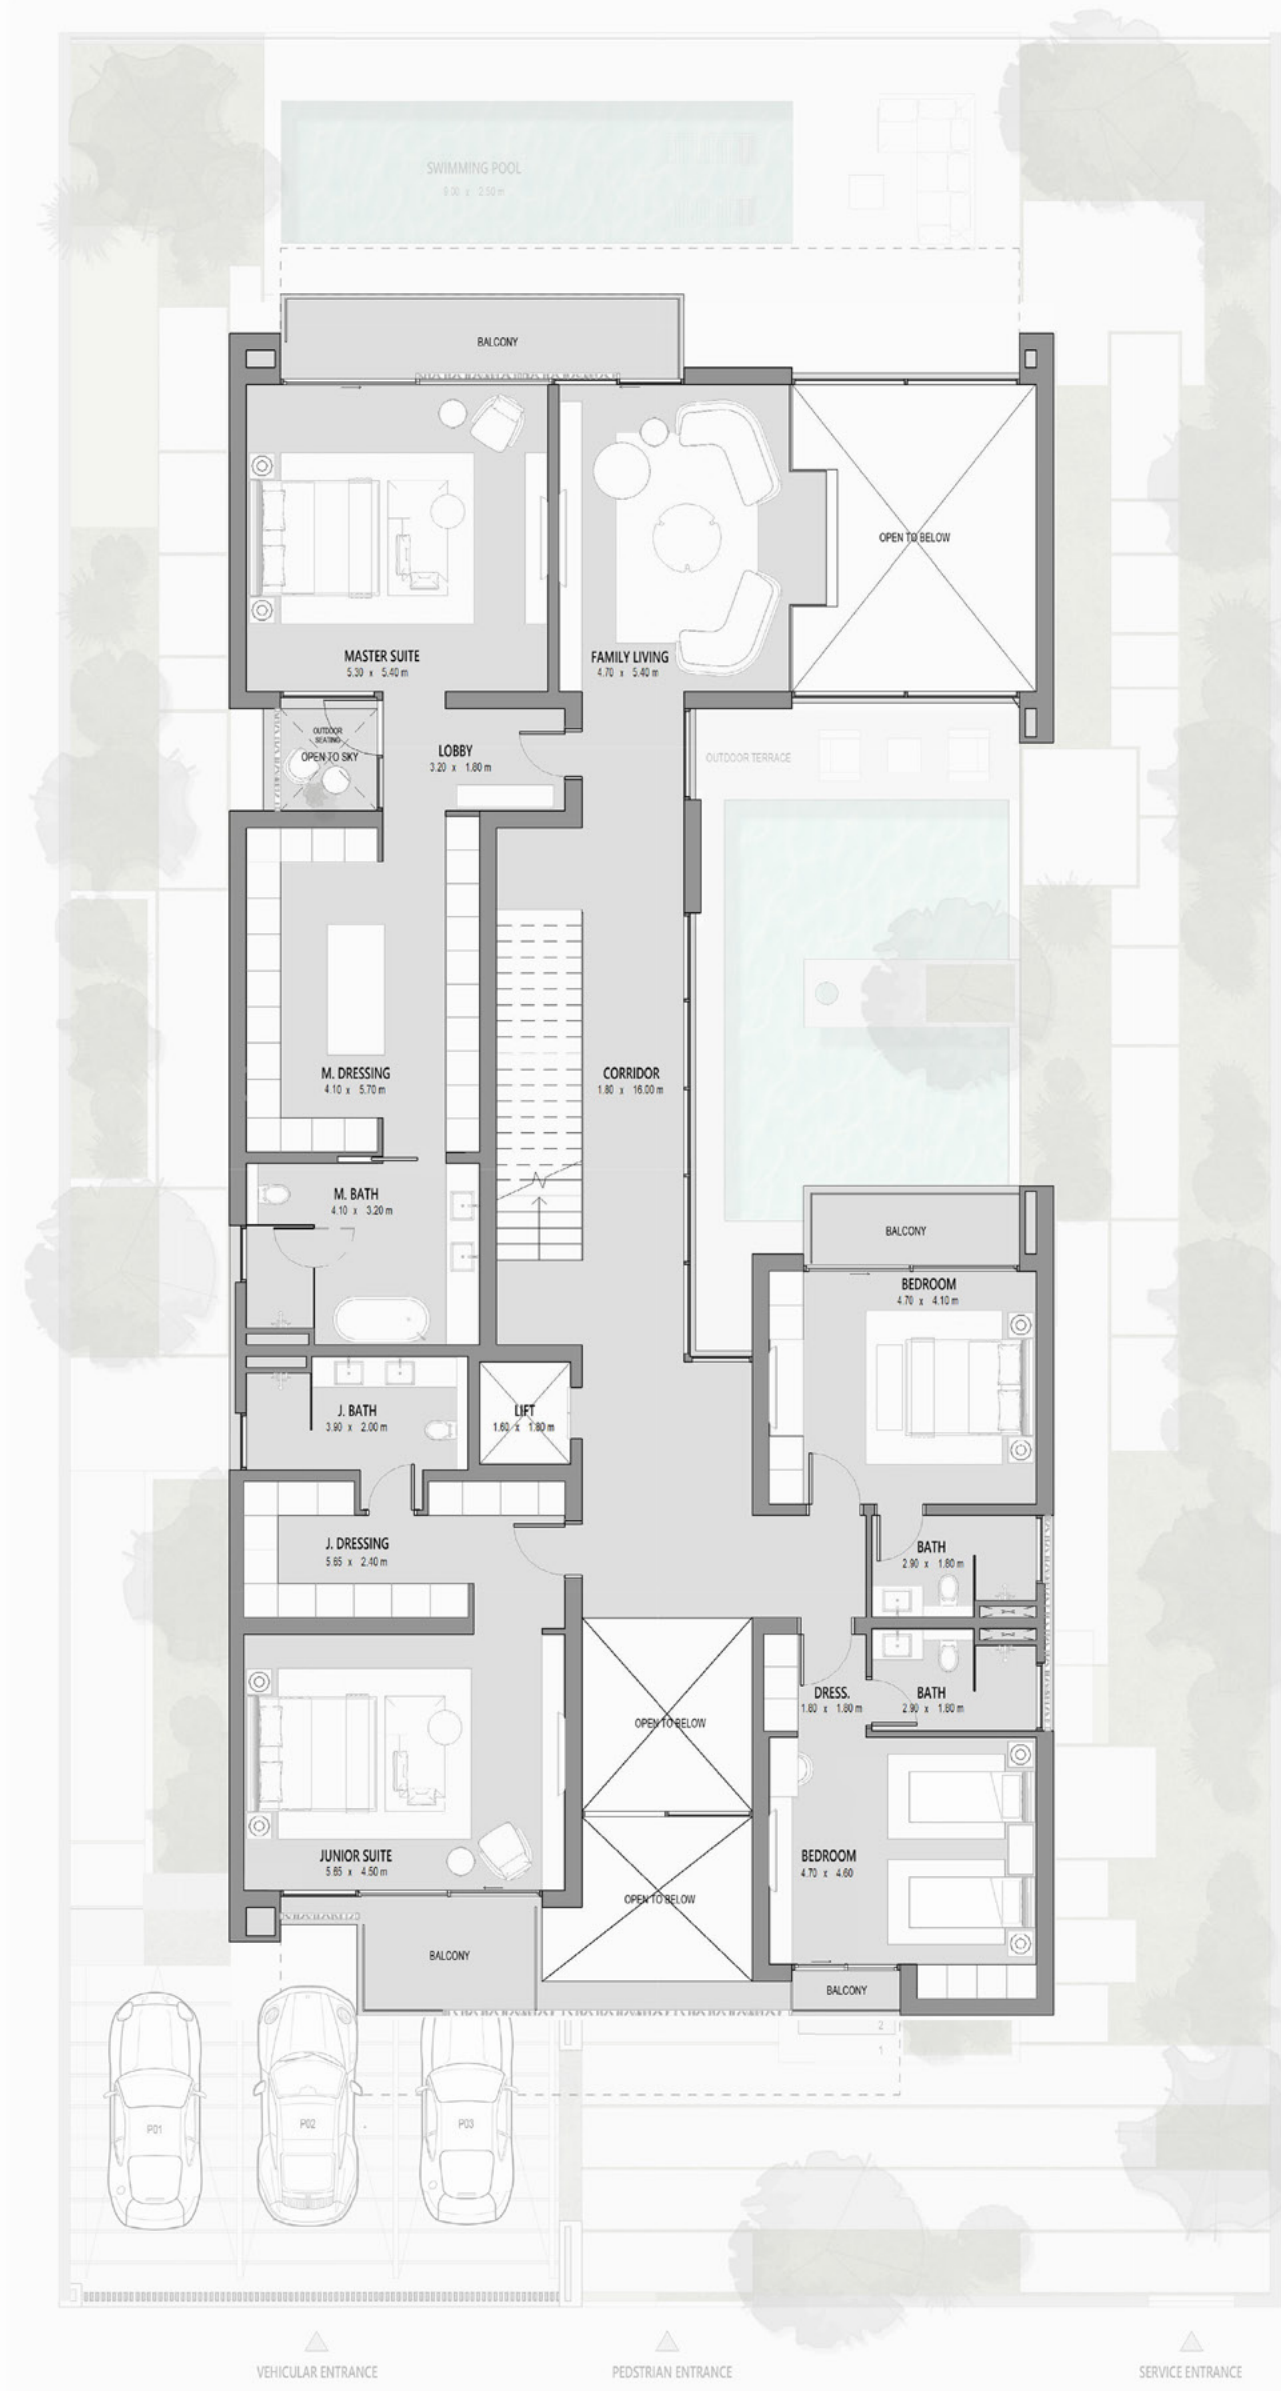 SWIMMING POOL
9.00 x 2.50 m
BALCONY
OPEN TO BELOW
MASTER SUITE
5.30 x 5.40 m
FAMILY LIVING
4.70 x 5.40 m
OUTDOOR
SEATING
OPEN TO SKY
LOBBY
3.20 x 1.80 m
OUTDOOR TERRACE
M. DRESSING
4.10 x 5.70 m
CORRIDOR
1.80 x 16.00 m
M. BATH
4.10 x 3.20 m
BALCONY
BEDROOM
4.70 x 4.10 m
J. BATH
3.90 x 2.00 m
LIFT
1.60 x 1.80 m
J. DRESSING
5.65 x 2.40 m
BATH
2.90 x 1.80 m
DRESS.
1.80 x 1.80 m
BATH
2.90 x 1.80 m
OPEN TO BELOW
JUNIOR SUITE
5.65 x 4.50 m
BEDROOM
4.70 x 4.60
OPEN TO BELOW
BALCONY
BALCONY
2
1
P01
P02
P03
VEHICULAR ENTRANCE
PEDSTRIAN ENTRANCE
SERVICE ENTRANCE